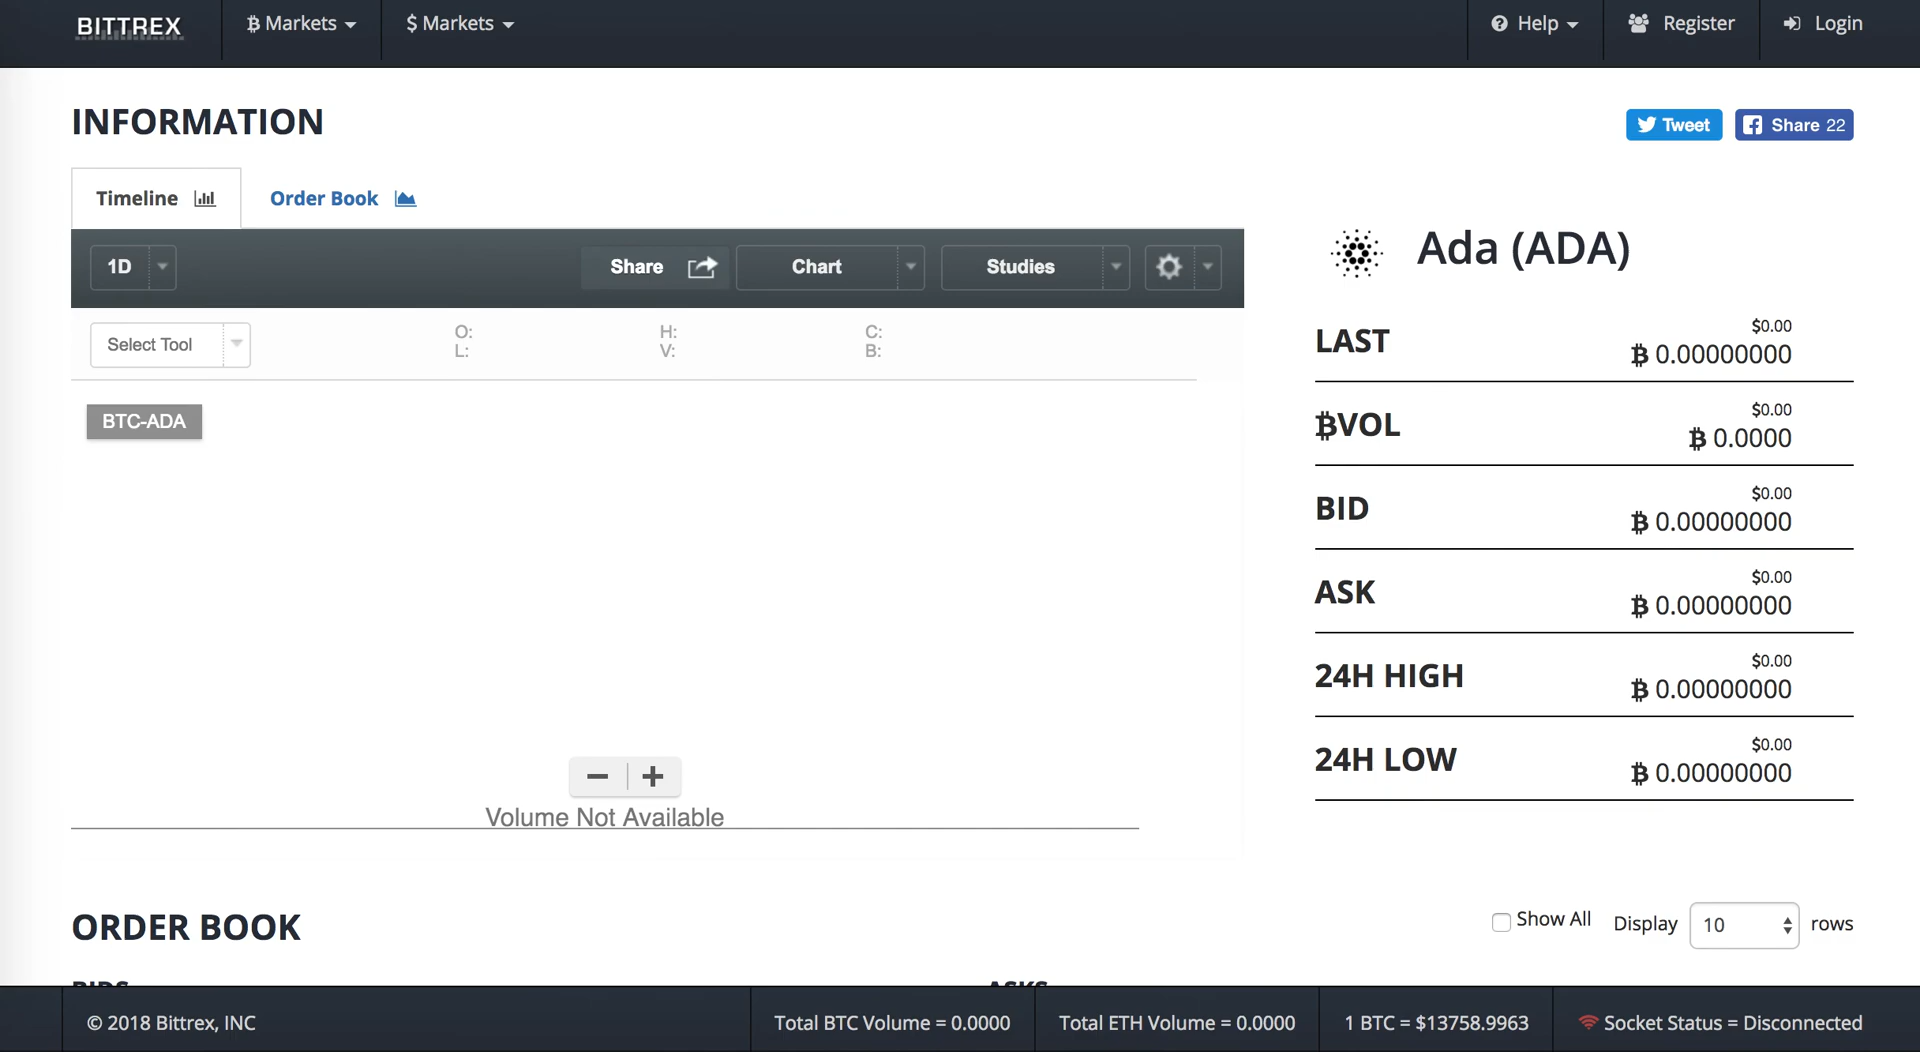 BITTREX
฿ Markets
$ Markets
Help
Register
Login
INFORMATION
Tweet
Share 22
Timeline
Order Book
1D
Share
Chart
Studies
Select Tool
O:
H:
C:
L:
V:
B:
BTC-ADA
Volume Not Available
Ada (ADA)
LAST
$0.00
฿ 0.00000000
฿VOL
$0.00
฿ 0.0000
BID
$0.00
฿ 0.00000000
ASK
$0.00
฿ 0.00000000
24H HIGH
$0.00
฿ 0.00000000
24H LOW
$0.00
฿ 0.00000000
ORDER BOOK
Show All
Display 10 rows
BIDS
ASKS
© 2018 Bittrex, INC
Total BTC Volume = 0.0000
Total ETH Volume = 0.0000
1 BTC = $13758.9963
Socket Status = Disconnected